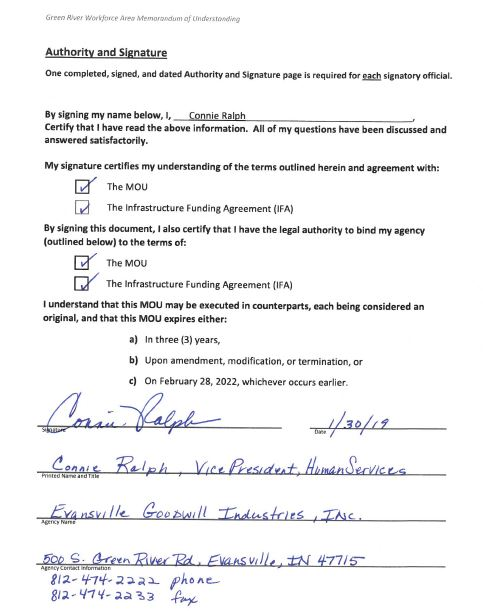 Green River Workforce Area Memorandum of Understanding
Authority and Signature
One completed, signed, and dated Authority and Signature page is required for each signatory official.
By signing my name below, I, Connie Ralph,
Certify that I have read the above information. All of my questions have been discussed and
answered satisfactorily.
My signature certifies my understanding of the terms outlined herein and agreement with:
The MOU
The Infrastructure Funding Agreement (IFA)
By signing this document, I also certify that I have the legal authority to bind my agency
(outlined below) to the terms of:
The MOU
The Infrastructure Funding Agreement (IFA)
I understand that this MOU may be executed in counterparts, each being considered an
original, and that this MOU expires either:
a) In three (3) years,
b) Upon amendment, modification, or termination, or
c) On February 28, 2022, whichever occurs earlier.
Connie Ralph 1/30/19
Signature Date
Connie Ralph, Vice President, Human Services
Printed Name and Title
Evansville Goodwill Industries, Inc.
Agency Name
500 S. Green River Rd, Evansville, IN 47715
Agency Contact Information
812-474-2222 phone
812-474-2233 fax